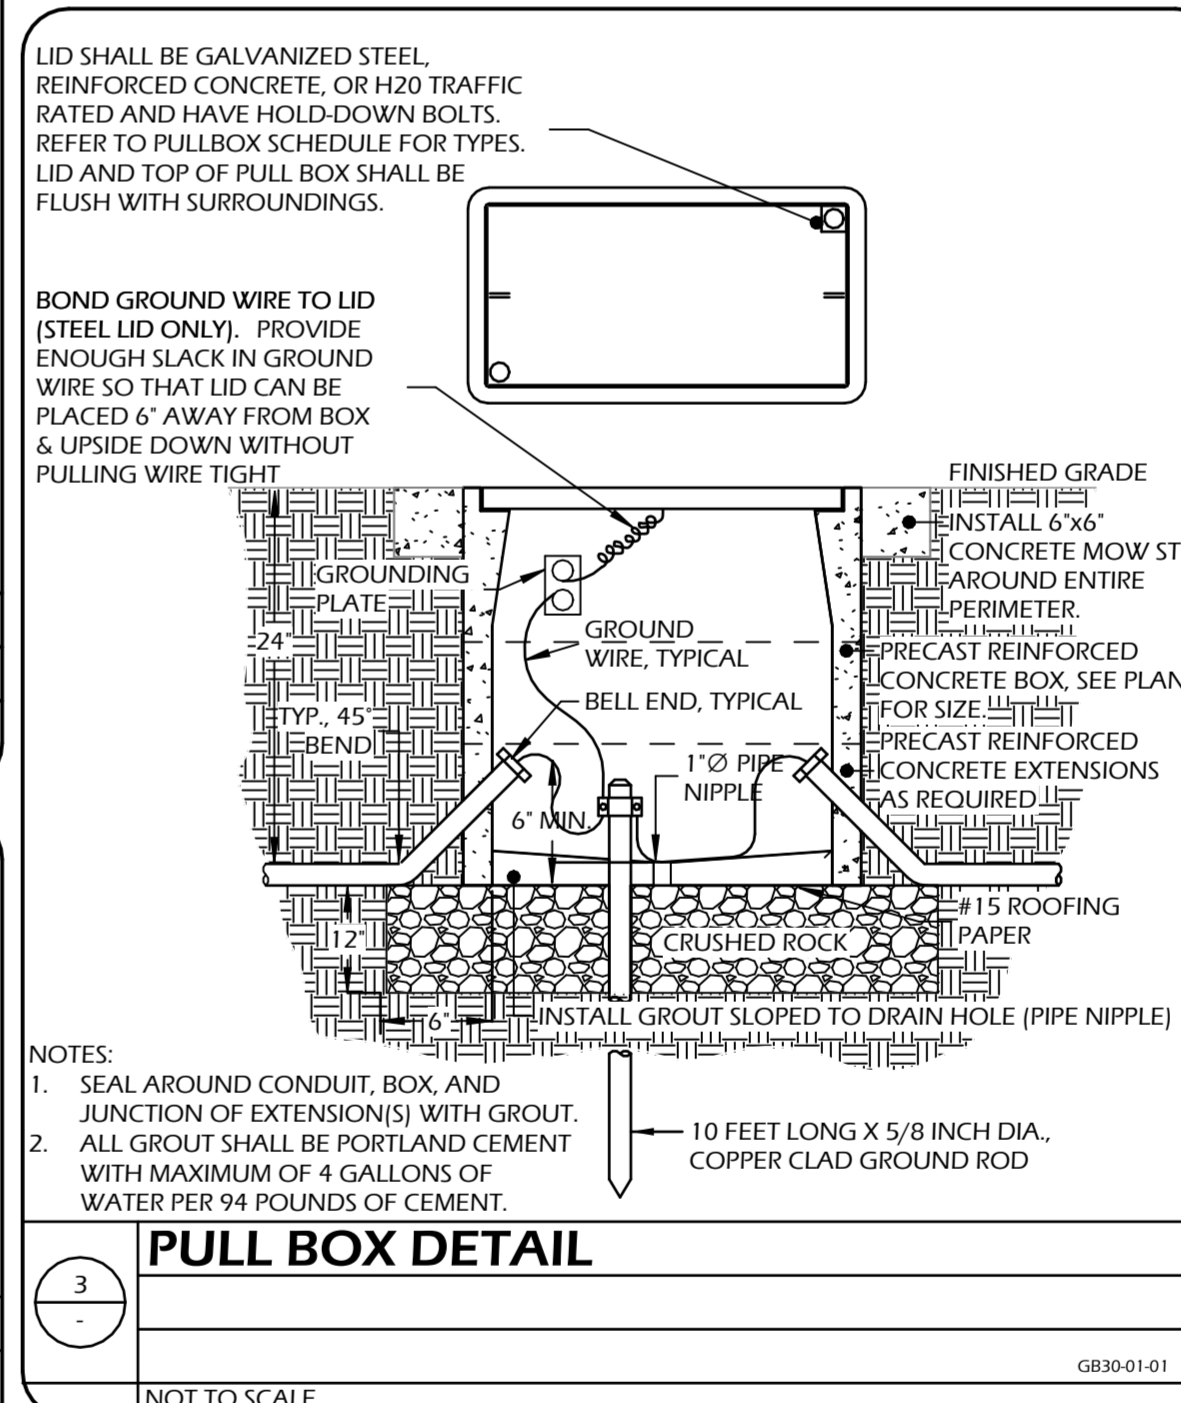 LID SHALL BE GALVANIZED STEEL,
REINFORCED CONCRETE, OR H20 TRAFFIC
RATED AND HAVE HOLD-DOWN BOLTS.
REFER TO PULLBOX SCHEDULE FOR TYPES.
LID AND TOP OF PULL BOX SHALL BE
FLUSH WITH SURROUNDINGS.
BOND GROUND WIRE TO LID
(STEEL LID ONLY). PROVIDE
ENOUGH SLACK IN GROUND
WIRE SO THAT LID CAN BE
PLACED 6" AWAY FROM BOX
& UPSIDE DOWN WITHOUT
PULLING WIRE TIGHT
FINISHED GRADE
INSTALL 6"x6"
CONCRETE MOW ST
AROUND ENTIRE
PERIMETER.
GROUNDING
PLATE
24"
GROUND
WIRE, TYPICAL
PRECAST REINFORCED
CONCRETE BOX, SEE PLAN
FOR SIZE.
BELL END, TYPICAL
TYP., 45°
BEND
PRECAST REINFORCED
CONCRETE EXTENSIONS
AS REQUIRED
1"Ø PIPE
NIPPLE
6" MIN.
#15 ROOFING
PAPER
12"
CRUSHED ROCK
6"
INSTALL GROUT SLOPED TO DRAIN HOLE (PIPE NIPPLE)
NOTES:
1. SEAL AROUND CONDUIT, BOX, AND
JUNCTION OF EXTENSION(S) WITH GROUT.
2. ALL GROUT SHALL BE PORTLAND CEMENT
WITH MAXIMUM OF 4 GALLONS OF
WATER PER 94 POUNDS OF CEMENT.
10 FEET LONG X 5/8 INCH DIA.,
COPPER CLAD GROUND ROD
PULL BOX DETAIL
3
-
GB30-01-01
NOT TO SCALE